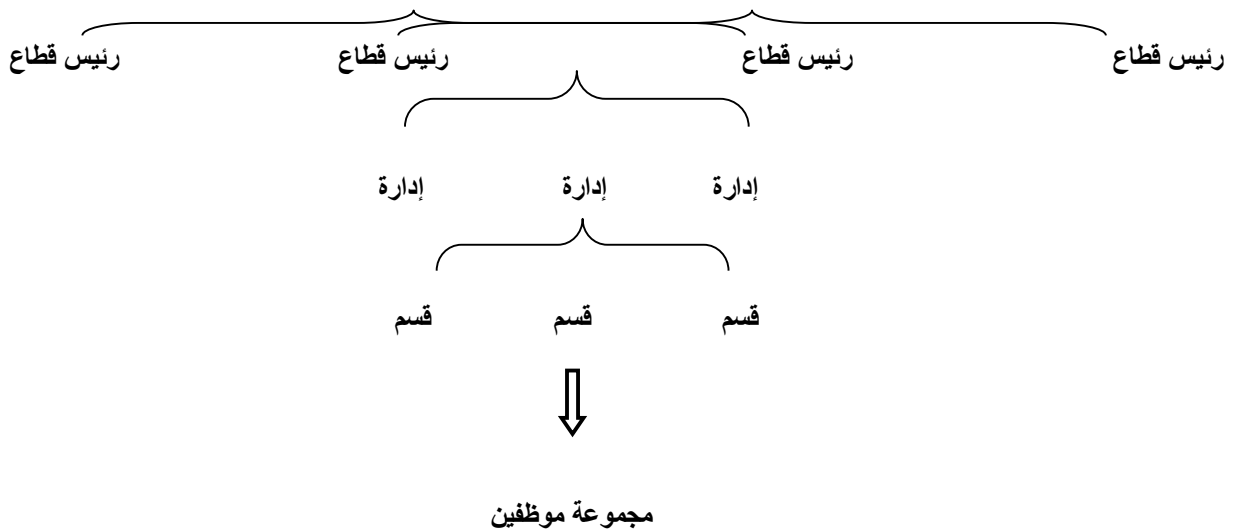 رئيس قطاع رئيس قطاع رئيس قطاع رئيس قطاع
إدارة إدارة إدارة
قسم قسم قسم
مجموعة موظفين